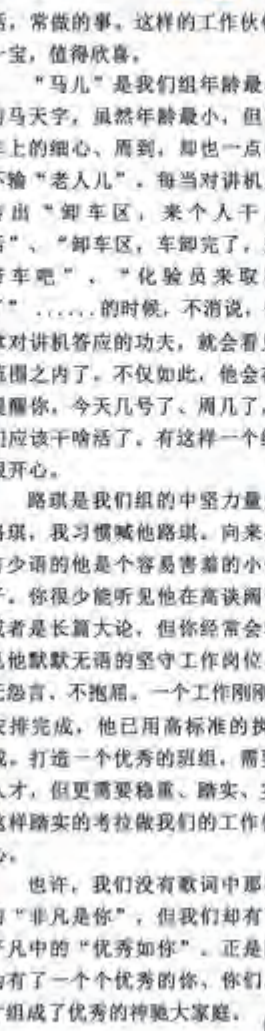 ，常做的事。这样的工作伙
宝，值得欣喜。
“马儿”是我们组年龄最
马天宇，虽然年龄最小，但
上的细心、周到，却也一点
输“老人儿”。每当对讲机
出“卸车区，来个人干
”、“卸车区，车卸完了，
车吧”、“化验员来取
”......的时候，不消说，
对讲机答应的功夫，就会看
范围之内了。不仅如此，他会
提醒你，今天几号了、周几了，
们应该干啥活了。有这样一个
很开心。
路琪是我们组的中坚力量
路琪，我习惯喊他路琪。向来
少语的他是个容易害羞的小
。你很少能听见他在高谈阔
或者是长篇大论，但你经常会
他默默无语的坚守工作岗位
无怨言、不抱屈。一个工作刚刚
安排完成，他已用高标准的执
。打造一个优秀的班组，需
人才，但更需要稳重、踏实、
这样踏实的考拉做我们的工作
心。
也许，我们没有歌词中那
“非凡是你”，但我们却有
平凡中的“优秀如你”。正是
有了一个个优秀的你、你们
组成了优秀的神驰大家庭。